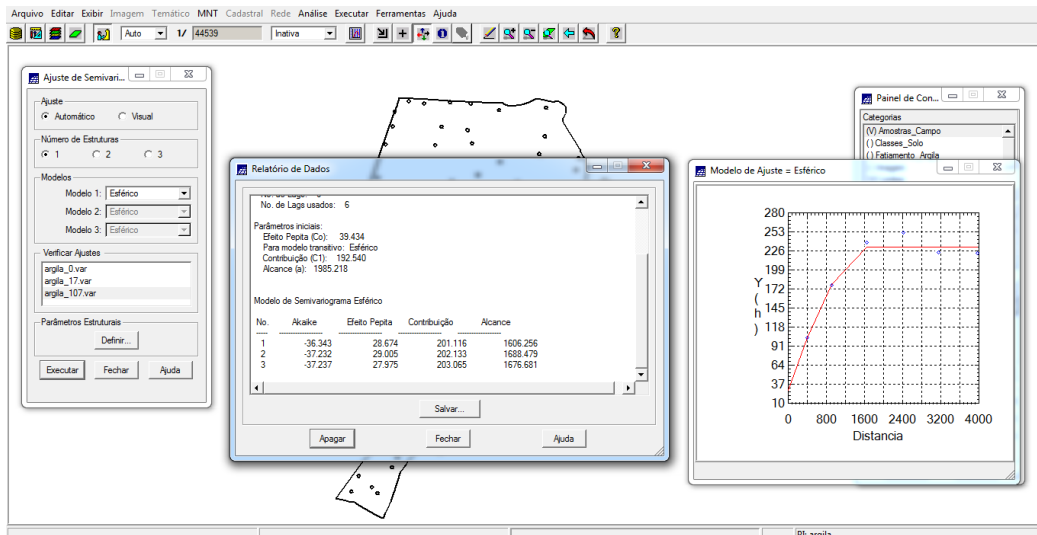 Arquivo Editar Exibir Imagem Temático MNT Cadastral Rede Análise Executar Ferramentas Ajuda
Auto 1/ 44539 Inativa
Ajuste de Semivari...
Ajuste
Automático Visual
Número de Estruturas
1 2 3
Modelos
Modelo 1: Esférico
Modelo 2: Esférico
Modelo 3: Esférico
Verificar Ajustes
argila_0.var
argila_17.var
argila_107.var
Parâmetros Estruturais
Definir...
Executar Fechar Ajuda
Relatório de Dados
No. de Lags usados: 6
Parâmetros iniciais:
Efeito Pepita (Co): 39.434
Para modelo transitivo: Esférico
Contribuição (C1): 192.540
Alcance (a): 1985.218
Modelo de Semivariograma Esférico
No. Akaike Efeito Pepita Contribuição Alcance
1 -36.343 28.674 201.116 1606.256
2 -37.232 29.005 202.133 1688.479
3 -37.237 27.975 203.065 1676.681
Salvar...
Apagar Fechar Ajuda
Painel de Con...
Categorias
(V) Amostras_Campo
( ) Classes_Solo
( ) Fatiamento_Argila
Modelo de Ajuste = Esférico
280
253
226
199
172
145
118
91
64
37
10
Y
(
h
)
0 800 1600 2400 3200 4000
Distancia
PI: argila